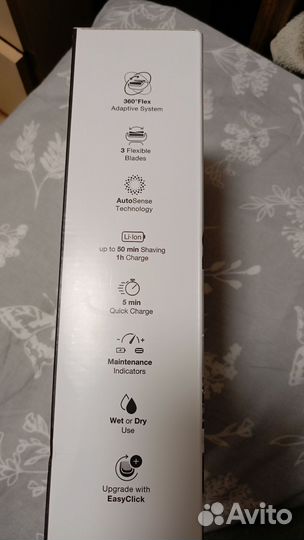 360°Flex
Adaptive System
3 Flexible
Blades
AutoSense
Technology
Li-Ion
up to 50 min Shaving
1h Charge
5 min
Quick Charge
- +
Maintenance
Indicators
Wet or Dry
Use
Upgrade with
EasyClick
Avito